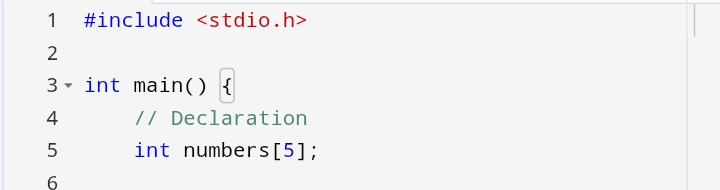 1 #include <stdio.h>
2
3 int main() {
4 // Declaration
5 int numbers[5];
6